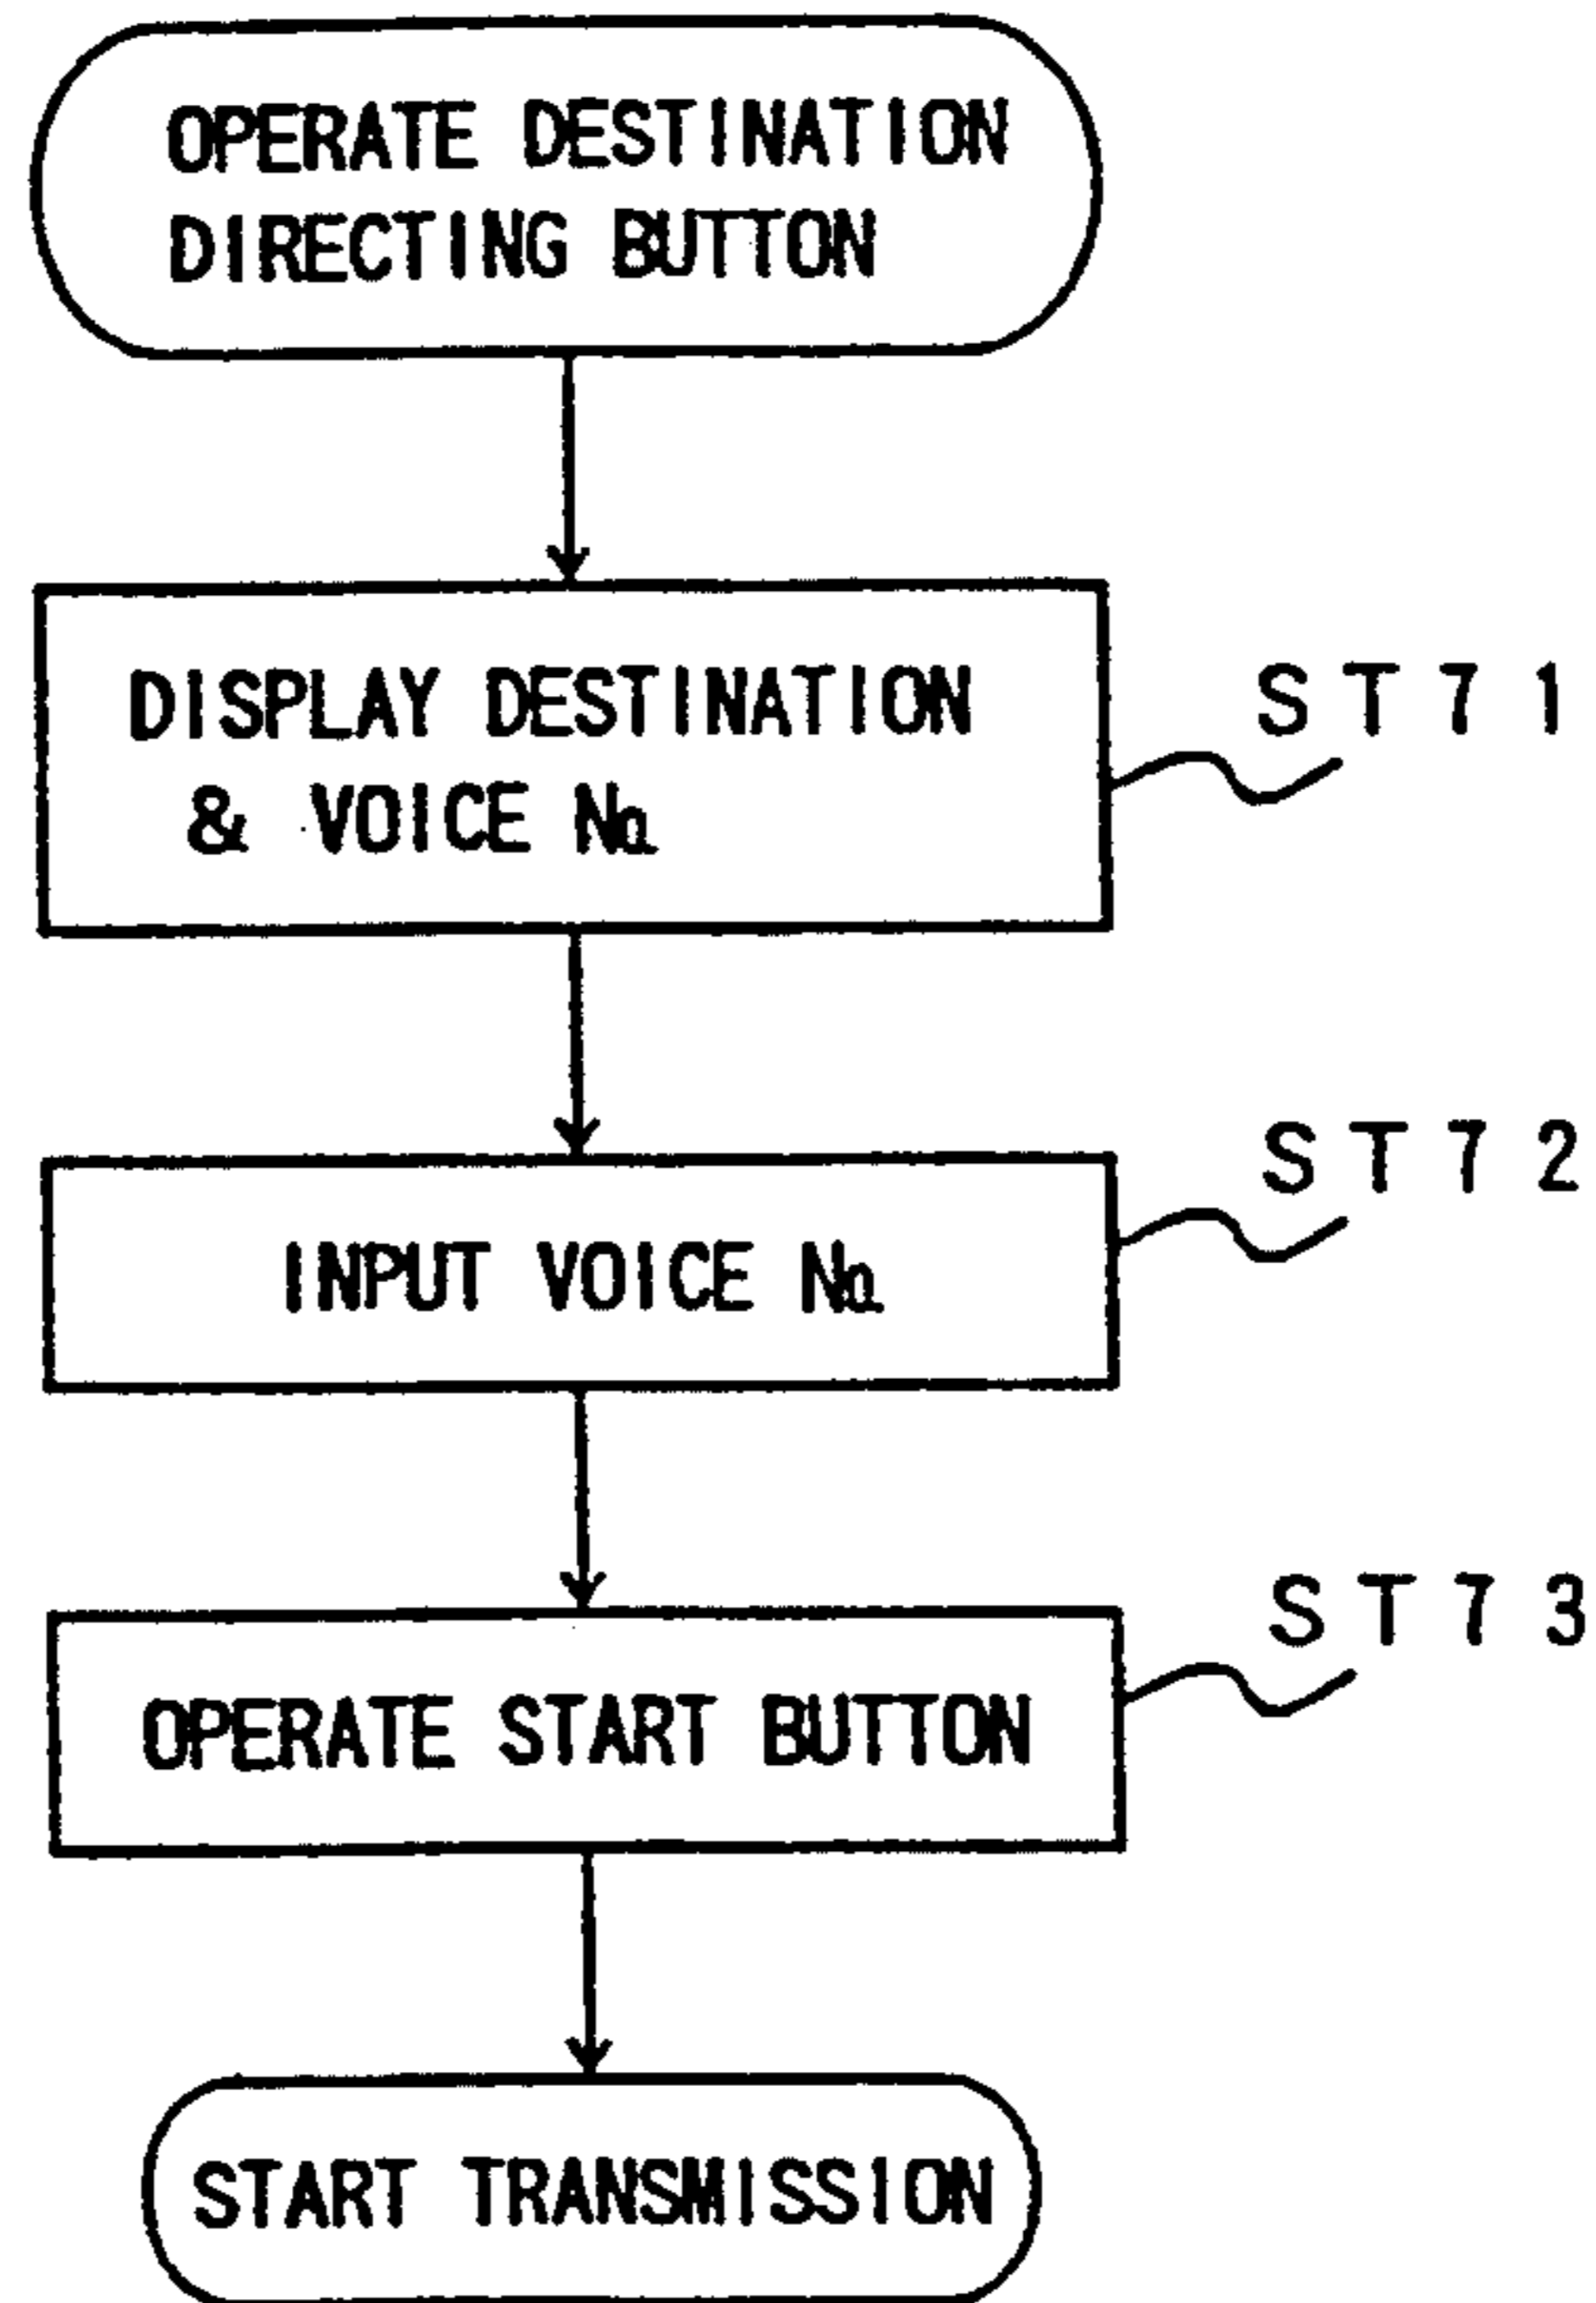 OPERATE DESTINATION
DIRECTING BUTTON
DISPLAY DESTINATION
& VOICE No.
ST71
INPUT VOICE No.
ST72
OPERATE START BUTTON
ST73
START TRANSMISSION